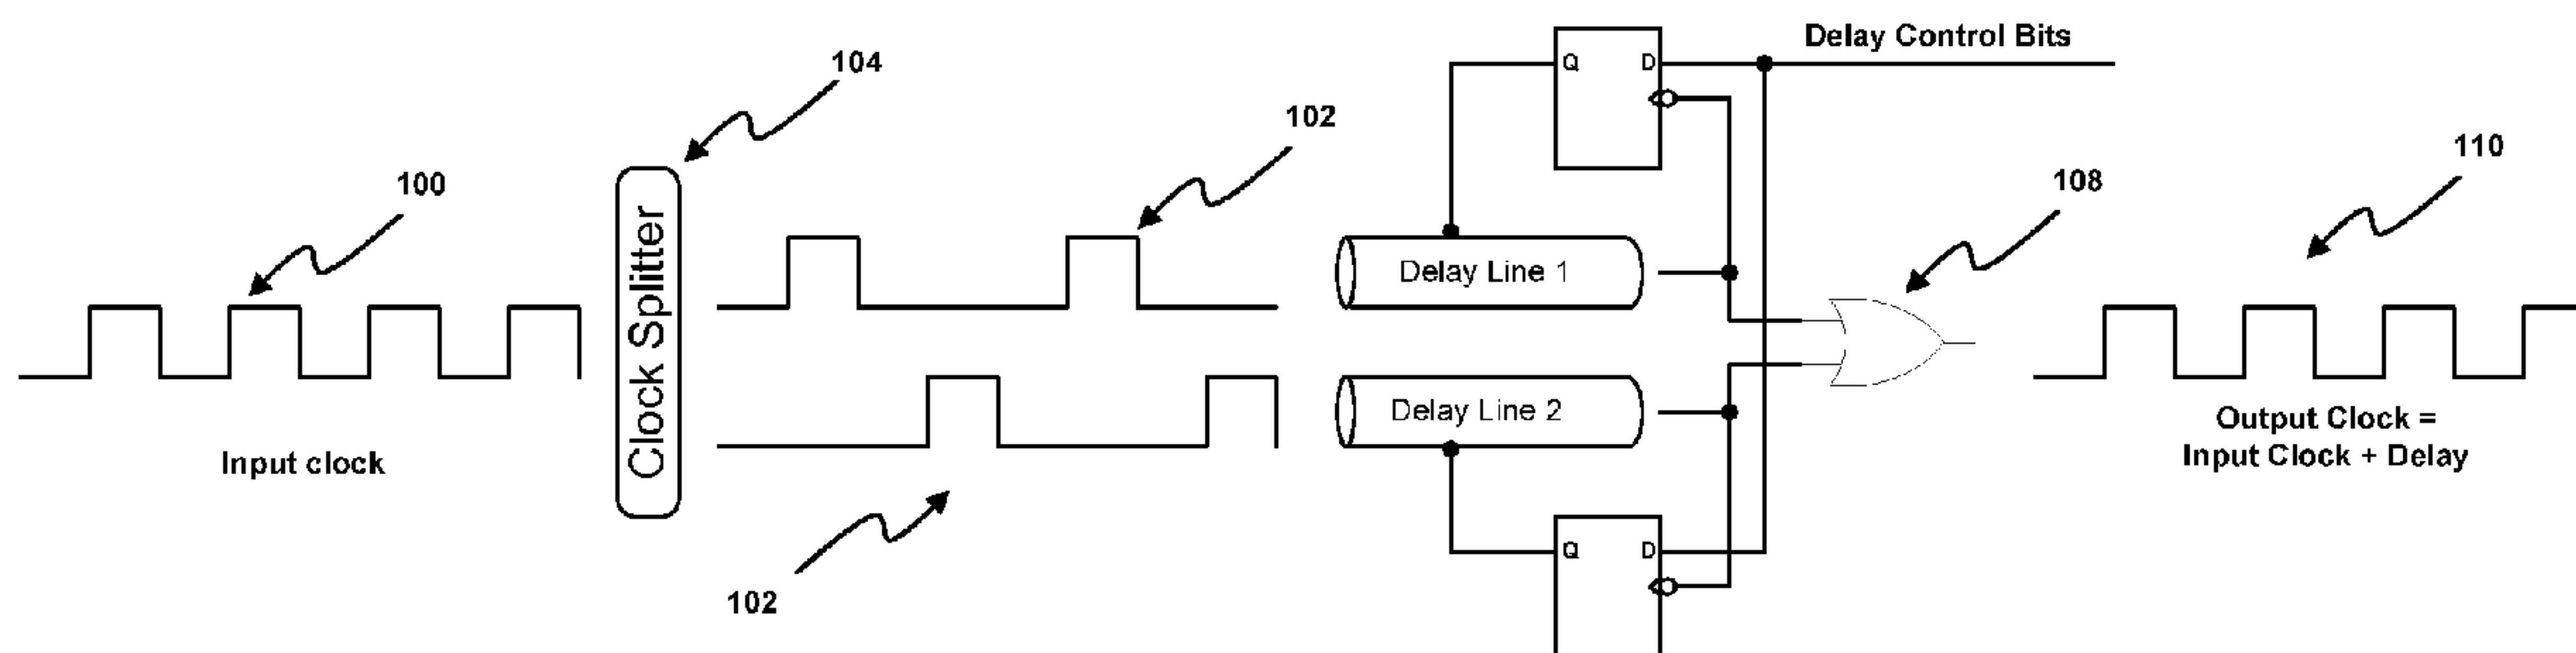 Delay Control Bits
104
Q D
102
110
100
108
Clock Splitter
Delay Line 1
Delay Line 2
Output Clock =
Input Clock + Delay
Input clock
Q D
102